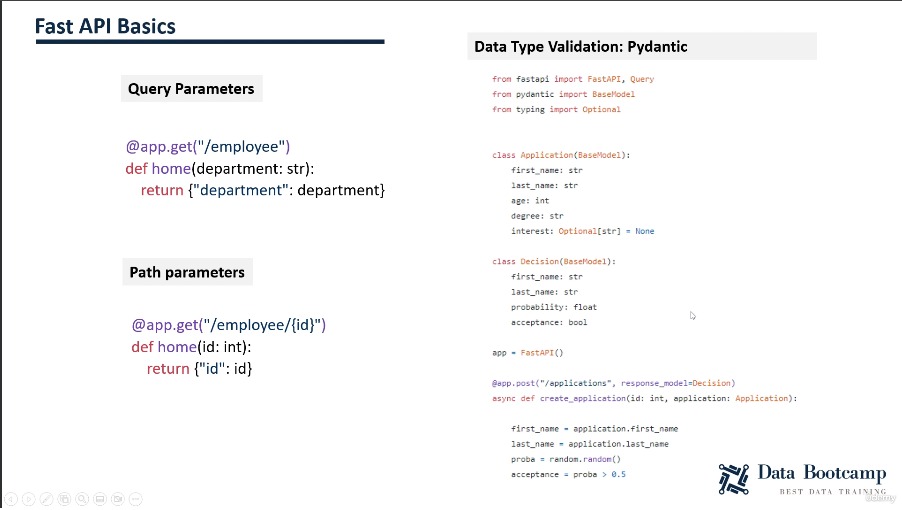 Fast API Basics
Query Parameters
@app.get("/employee")
def home(department: str):
return {"department": department}
Path parameters
@app.get("/employee/{id}")
def home(id: int):
return {"id": id}
Data Type Validation: Pydantic
from fastapi import FastAPI, Query
from pydantic import BaseModel
from typing import Optional
class Application(BaseModel):
first_name: str
last_name: str
age: int
degree: str
interest: Optional[str] = None
class Decision(BaseModel):
first_name: str
last_name: str
probability: float
acceptance: bool
app = FastAPI()
@app.post("/applications", response_model=Decision)
async def create_application(id: int, application: Application):
first_name = application.first_name
last_name = application.last_name
proba = random.random()
acceptance = proba > 0.5
Data Bootcamp
BEST DATA TRAINING
Udemy